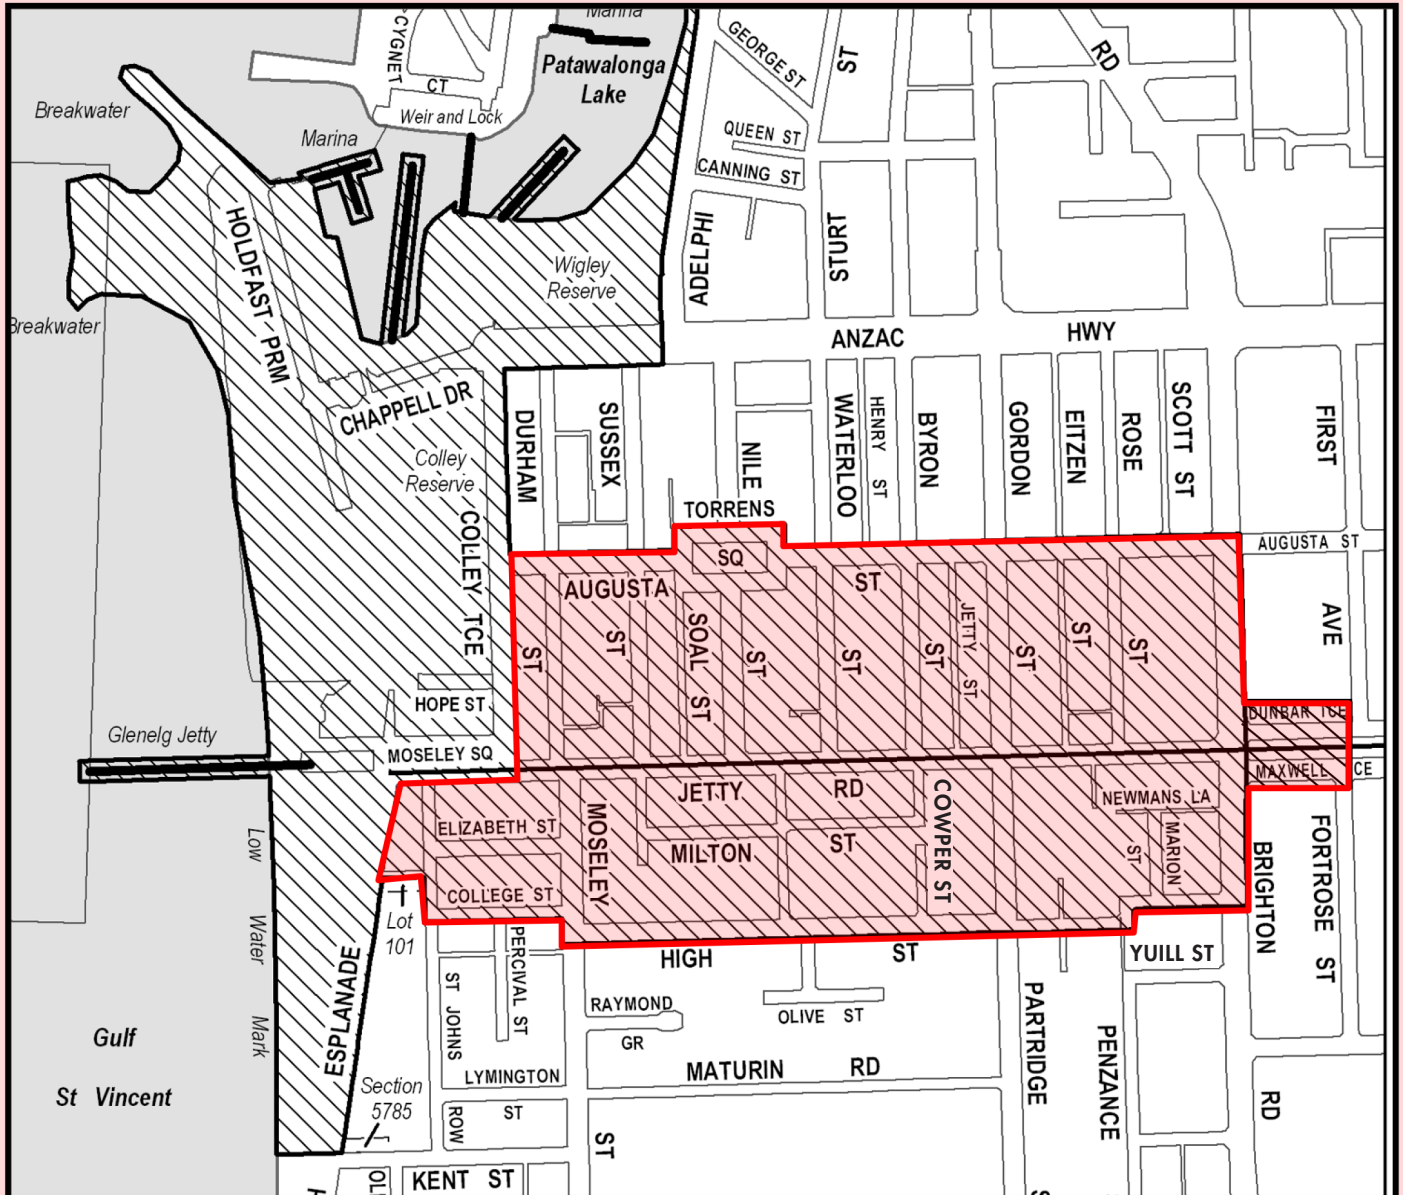 Marina
CYGNET
CT
GEORGE ST
ST
RD
Patawalonga
Lake
Breakwater
Weir and Lock
Marina
QUEEN ST
CANNING ST
HOLDFAST PRM
ADELPHI
STURT
Wigley
Reserve
Breakwater
ANZAC HWY
CHAPPELL DR
DURHAM
SUSSEX
NILE
WATERLOO
HENRY ST
BYRON
GORDON
EITZEN
ROSE
SCOTT ST
FIRST
Colley
Reserve
COLLEY TCE
TORRENS
SQ
AUGUSTA ST
AUGUSTA ST
ST
ST
SOAL ST
ST
ST
ST
JETTY ST
ST
ST
ST
AVE
HOPE ST
DUNBAR TCE
Glenelg Jetty
MOSELEY SQ
MAXWELL
CE
JETTY RD
NEWMANS LA
ELIZABETH ST
MOSELEY
MILTON ST
COWPER ST
ST
MARION
COLLEGE ST
Low Water Mark
Lot
101
BRIGHTON
FORTROSE ST
ESPLANADE
PERCIVAL ST
HIGH ST
YUILL ST
ST JOHNS
RAYMOND
GR
OLIVE ST
PARTRIDGE
PENZANCE
Gulf
St Vincent
LYMINGTON
ST
MATURIN RD
Section
5785
ROW
ST
RD
KENT ST